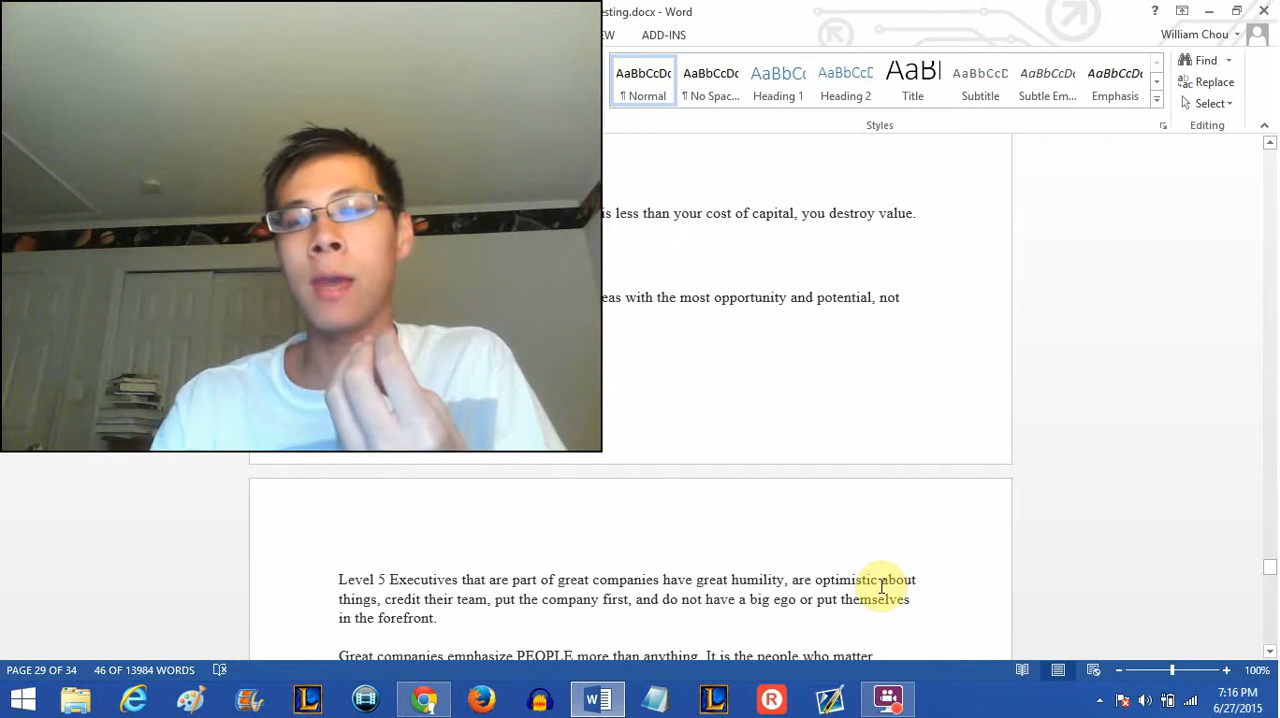 esting.docx - Word
?
EW
ADD-INS
William Chou
AaBbCcDc
AaBbCcDc
AaBbCc
AaBbCcD
AaB
AaBbCcD
AaBbCcDc
AaBbCcDc
¶ Normal
¶ No Spac...
Heading 1
Heading 2
Title
Subtitle
Subtle Em...
Emphasis
Find
Replace
Select
Styles
Editing
is less than your cost of capital, you destroy value.
eas with the most opportunity and potential, not
Level 5 Executives that are part of great companies have great humility, are optimistic about
things, credit their team, put the company first, and do not have a big ego or put themselves
in the forefront.
Great companies emphasize PEOPLE more than anything. It is the people who matter
PAGE 29 OF 34
46 OF 13984 WORDS
100%
7:16 PM
6/27/2015